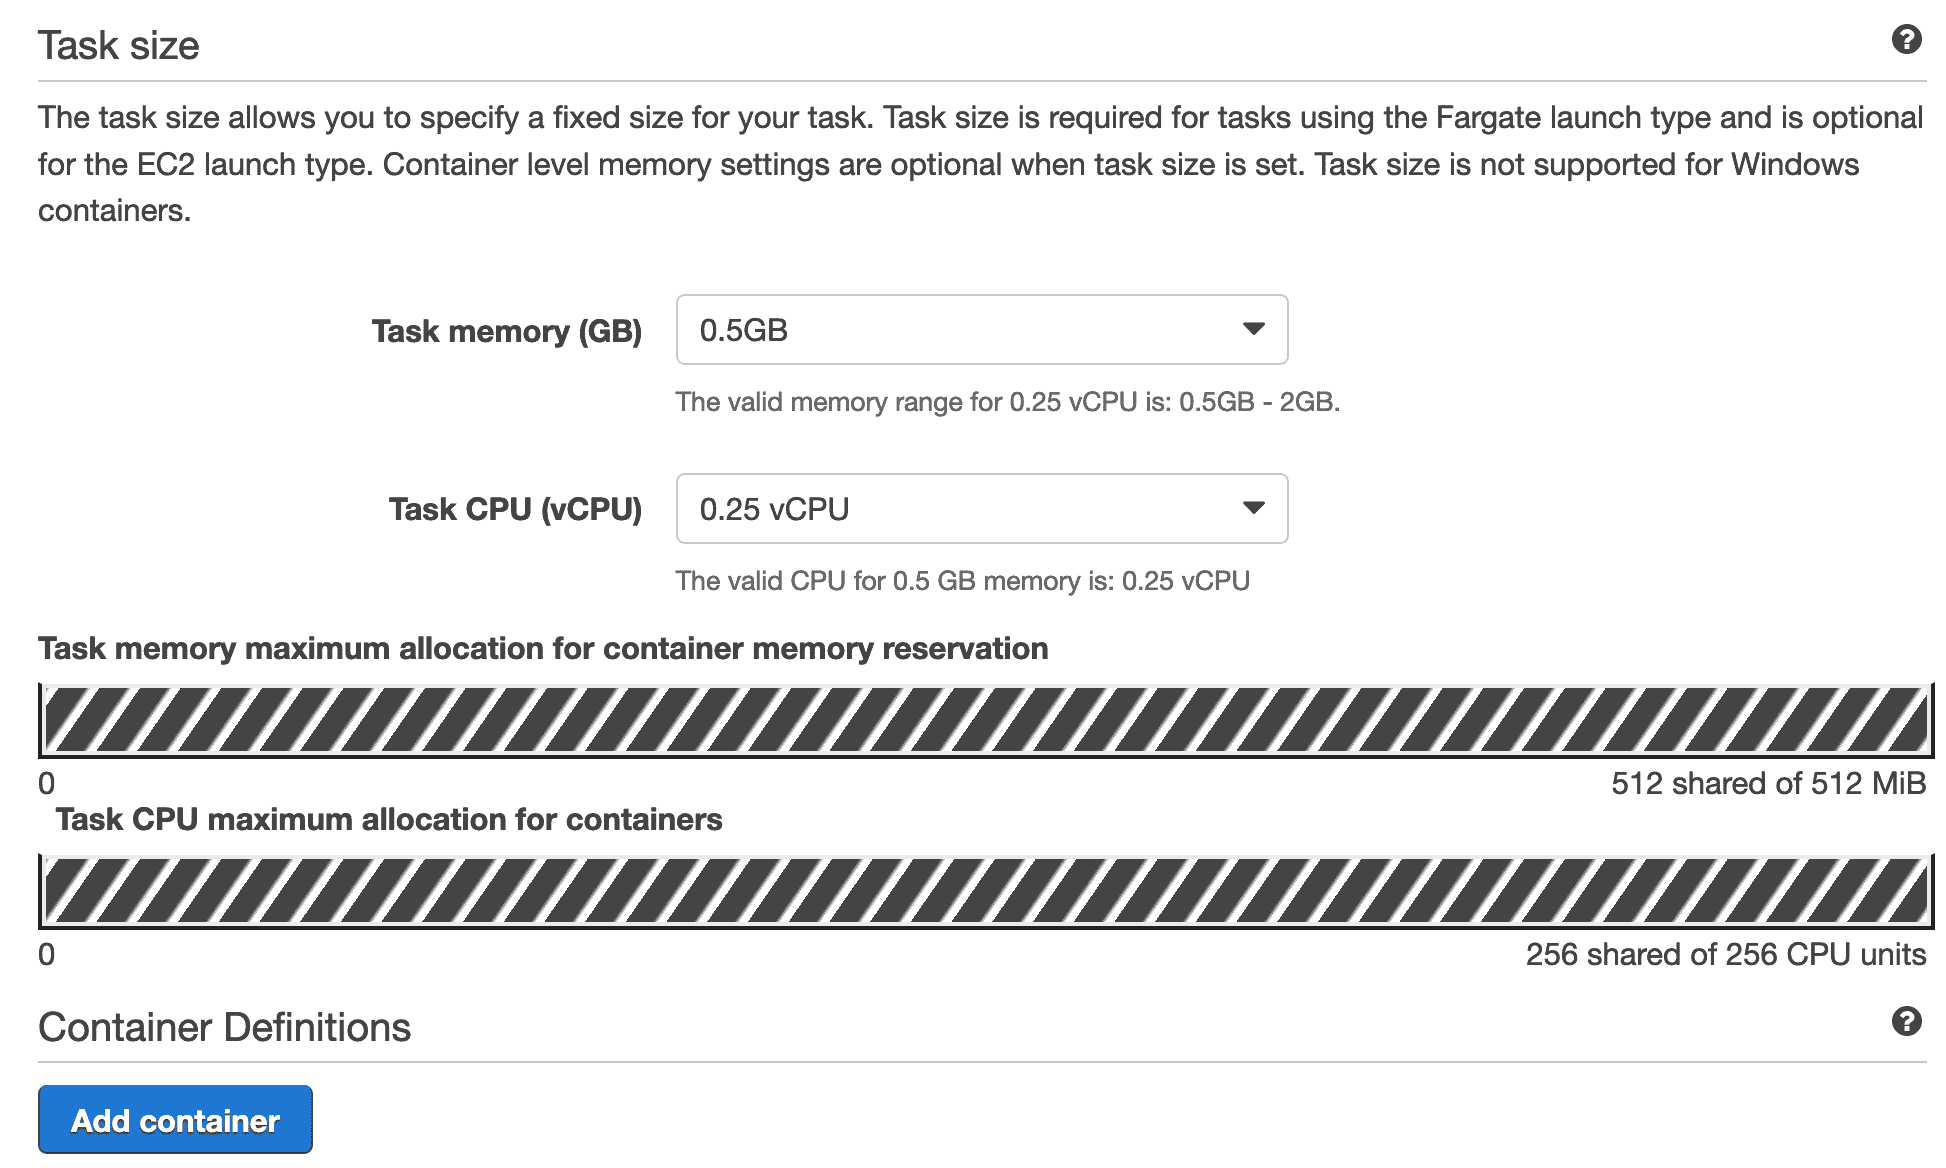 Task size
?
The task size allows you to specify a fixed size for your task. Task size is required for tasks using the Fargate launch type and is optional
for the EC2 launch type. Container level memory settings are optional when task size is set. Task size is not supported for Windows
containers.
Task memory (GB)
0.5GB
The valid memory range for 0.25 vCPU is: 0.5GB - 2GB.
Task CPU (vCPU)
0.25 vCPU
The valid CPU for 0.5 GB memory is: 0.25 vCPU
Task memory maximum allocation for container memory reservation
0
512 shared of 512 MiB
Task CPU maximum allocation for containers
0
256 shared of 256 CPU units
Container Definitions
?
Add container